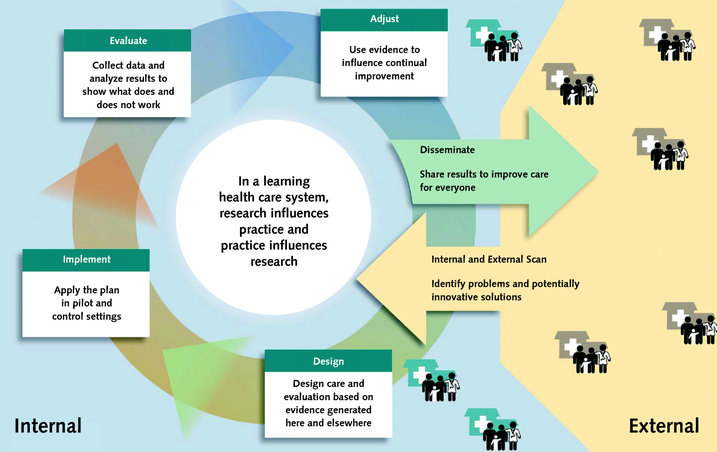 Adjust
Use evidence to
influence continual
improvement
Evaluate
Collect data and
analyze results to
show what does and
does not work
Disseminate
Share results to improve care
for everyone
In a learning
health care system,
research influences
practice and
practice influences
research
Internal and External Scan
Identify problems and potentially
innovative solutions
Implement
Apply the plan
in pilot and
control settings
Design
Design care and
evaluation based on
evidence generated
here and elsewhere
Internal
External